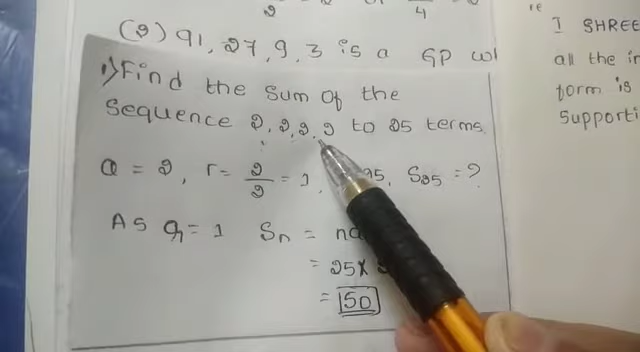 2
4
(2) 91, 27, 9, 3 is a GP
1) Find the sum of the
sequence 2, 2, 2, 2 to 25 terms.
a = 2, r = 2/2 = 1, 25, S25 = ?
As r = 1 Sn = na
= 25 X
= 50
I SHREE
all the
form is
Supporti